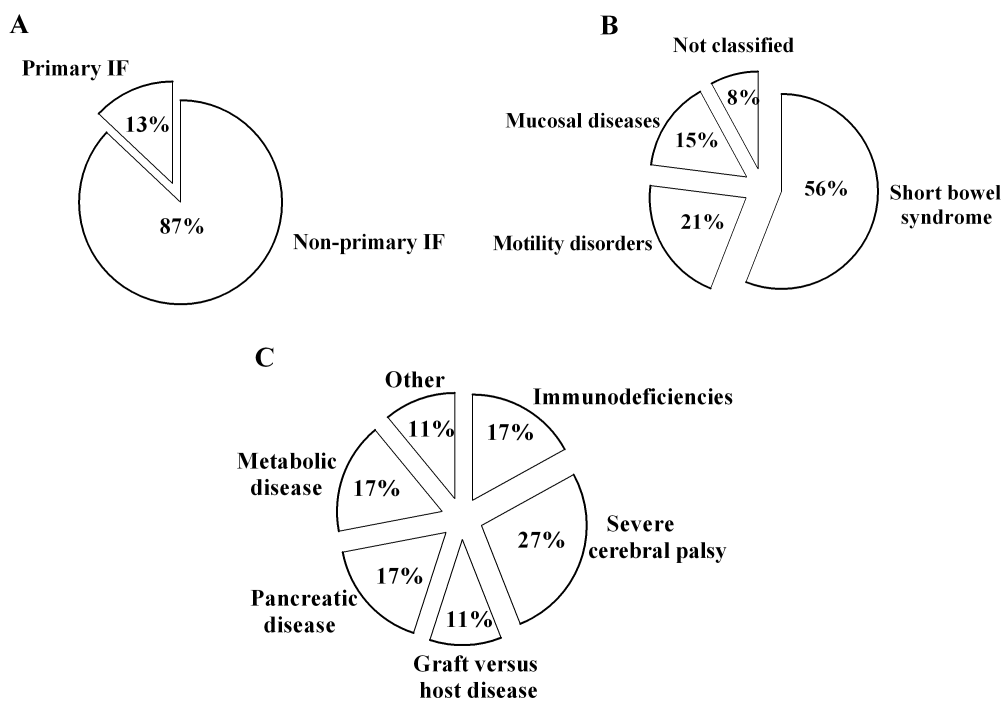 A
Primary IF
13%
87%
Non-primary IF
B
Not classified
8%
Mucosal diseases
15%
56%
Short bowel
syndrome
21%
Motility disorders
C
Other
11%
Immunodeficiencies
17%
Metabolic
disease
17%
Severe
cerebral palsy
27%
Pancreatic
disease
17%
11%
Graft versus
host disease